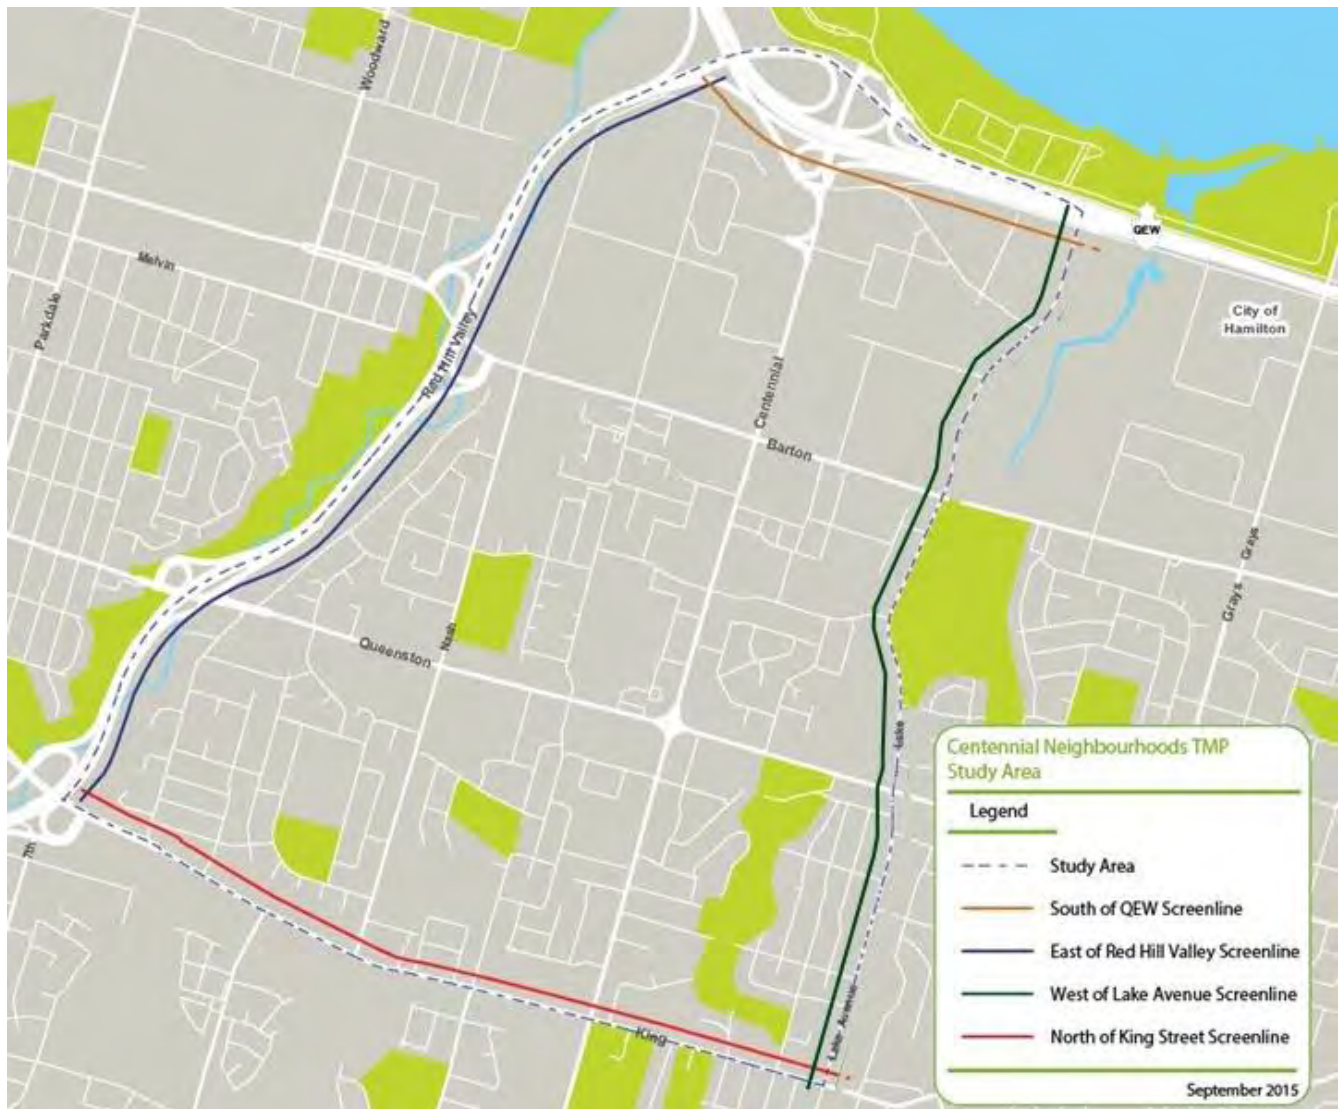 Woodward
Melvin
Parkdale
Red Hill Valley
QEW
City of
Hamilton
Centennial
Barton
Grays
Grays
Nash
Queenston
Lake
7th
King
Lake Avenue
Centennial Neighbourhoods TMP
Study Area
Legend
Study Area
South of QEW Screenline
East of Red Hill Valley Screenline
West of Lake Avenue Screenline
North of King Street Screenline
September 2015